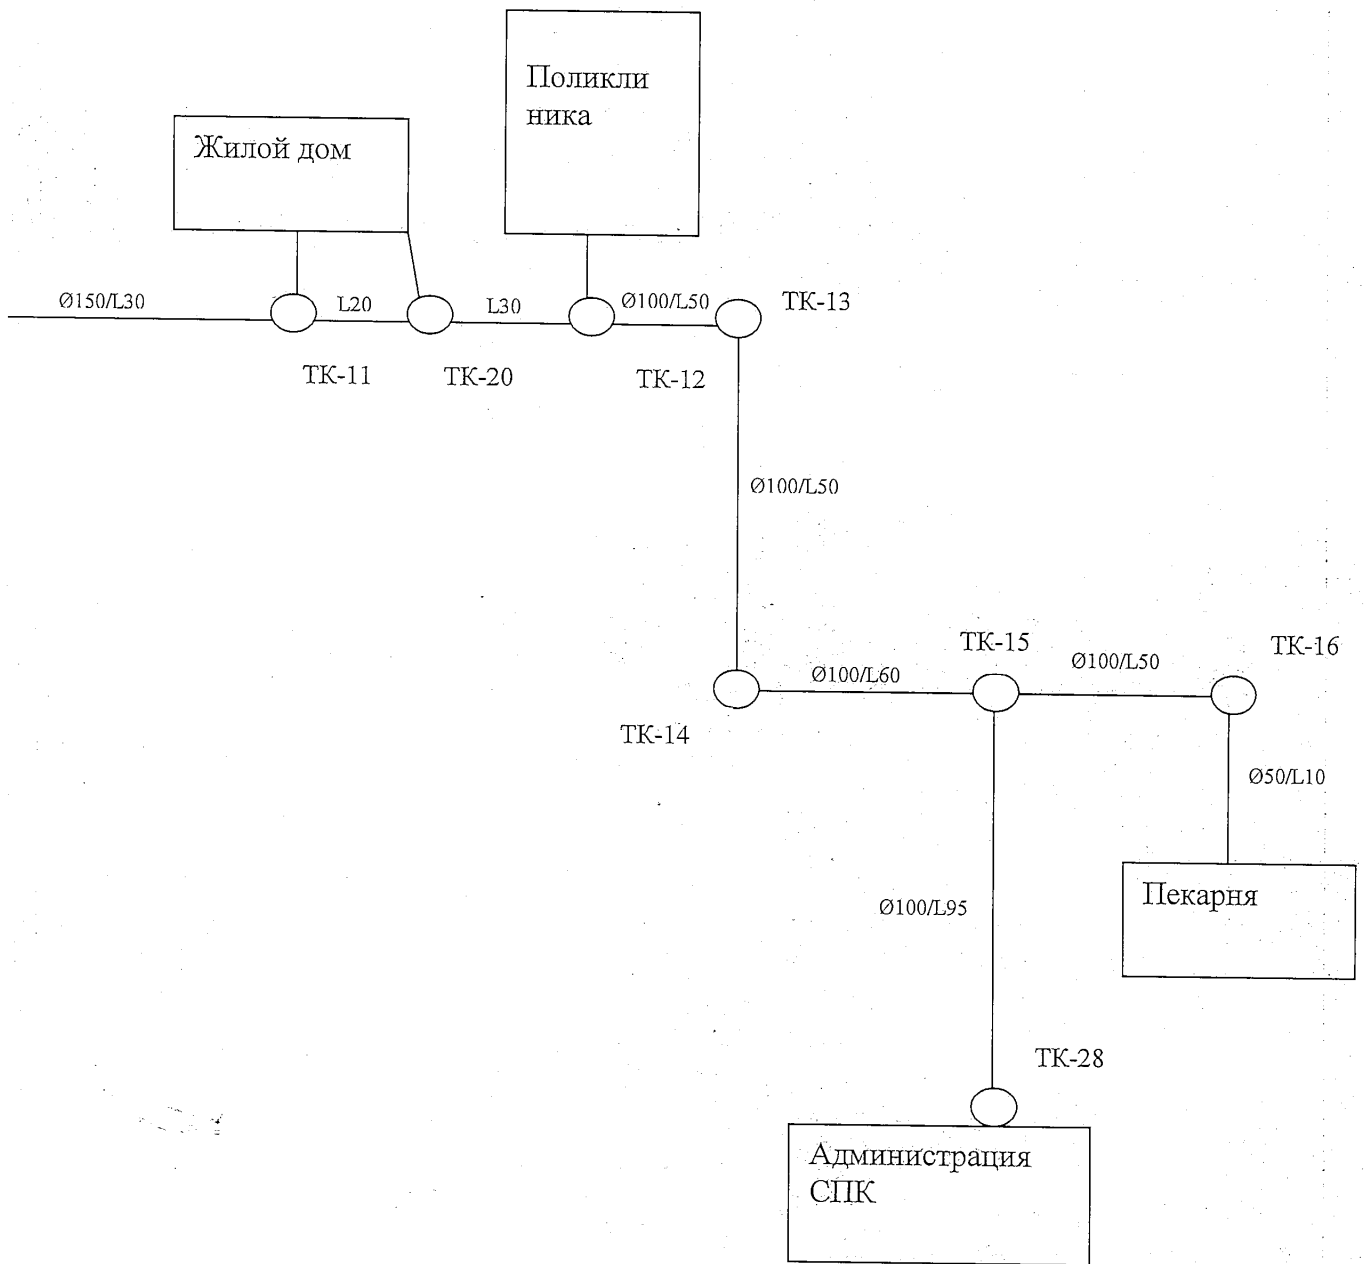 Поликли
ника
Жилой дом
Ø150/L30
L20
L30
Ø100/L50
ТК-13
ТК-11
ТК-20
ТК-12
Ø100/L50
ТК-15
ТК-16
Ø100/L60
Ø100/L50
ТК-14
Ø50/L10
Пекарня
Ø100/L95
ТК-28
Администрация
СПК